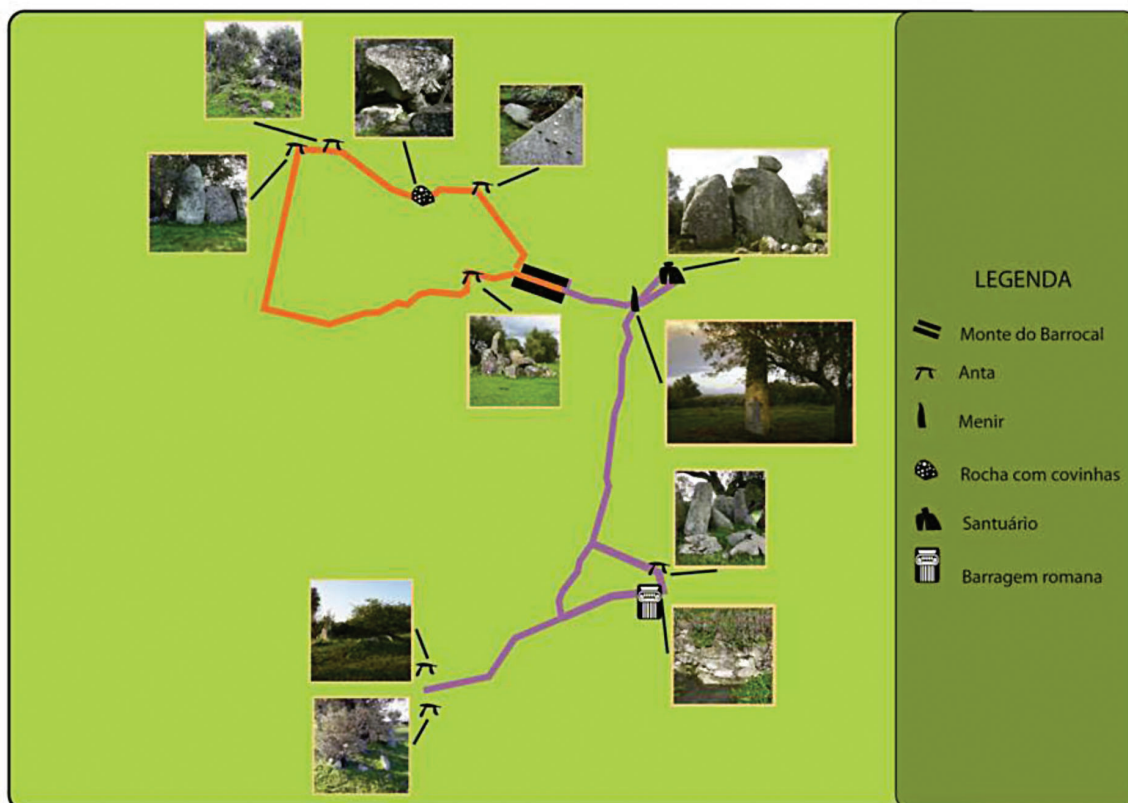 LEGENDA
Monte do Barrocal
Anta
Menir
Rocha com covinhas
Santuário
Barragem romana